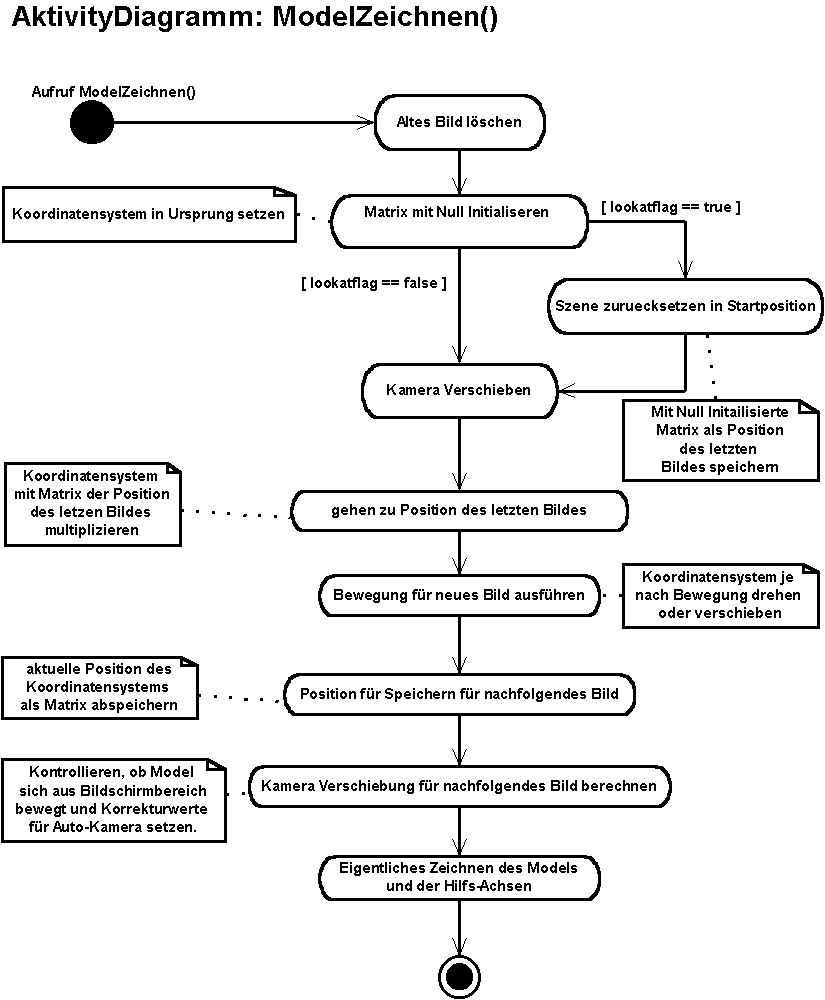 AktivityDiagramm: ModelZeichnen()
Aufruf ModelZeichnen()
Altes Bild löschen
Koordinatensystem in Ursprung setzen
Matrix mit Null Initialiseren
[ lookatflag == true ]
[ lookatflag == false ]
Szene zuruecksetzen in Startposition
Kamera Verschieben
Mit Null Initailisierte
Matrix als Position
des letzten
Bildes speichern
Koordinatensystem
mit Matrix der Position
des letzen Bildes
multiplizieren
gehen zu Position des letzten Bildes
Bewegung für neues Bild ausführen
Koordinatensystem je
nach Bewegung drehen
oder verschieben
aktuelle Position des
Koordinatensystems
als Matrix abspeichern
Position für Speichern für nachfolgendes Bild
Kontrollieren, ob Model
sich aus Bildschirmbereich
bewegt und Korrekturwerte
für Auto-Kamera setzen.
Kamera Verschiebung für nachfolgendes Bild berechnen
Eigentliches Zeichnen des Models
und der Hilfs-Achsen